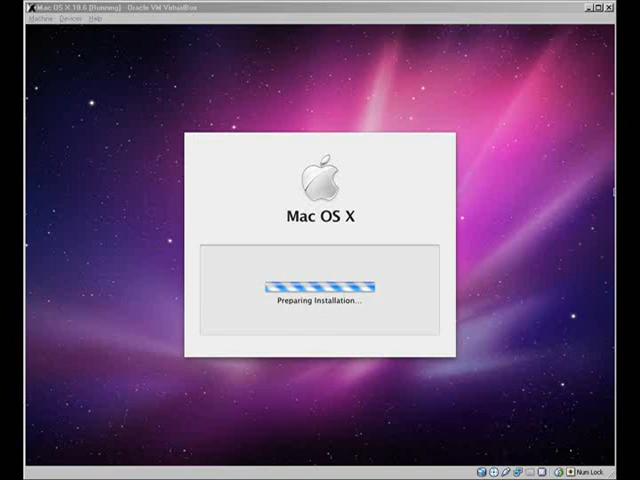 Mac OS X 10.6 [Running] - Oracle VM VirtualBox
Machine Devices Help
Mac OS X
Preparing Installation...
Num Lock